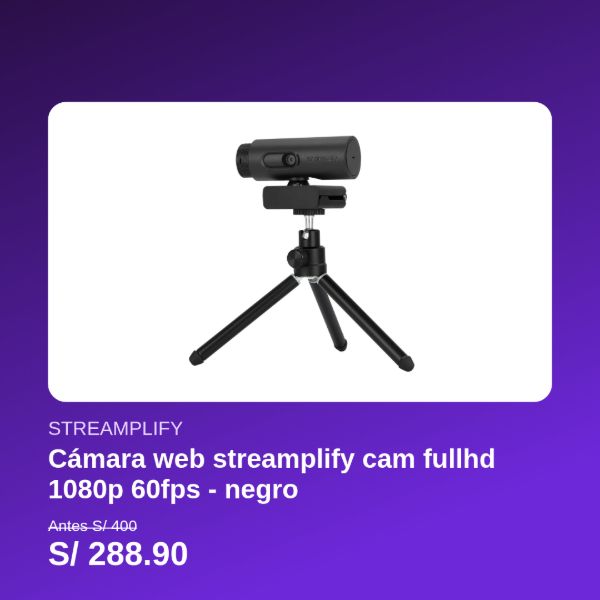 STREAMPLIFY
Cámara web streamplify cam fullhd
1080p 60fps - negro
Antes S/ 400
S/ 288.90